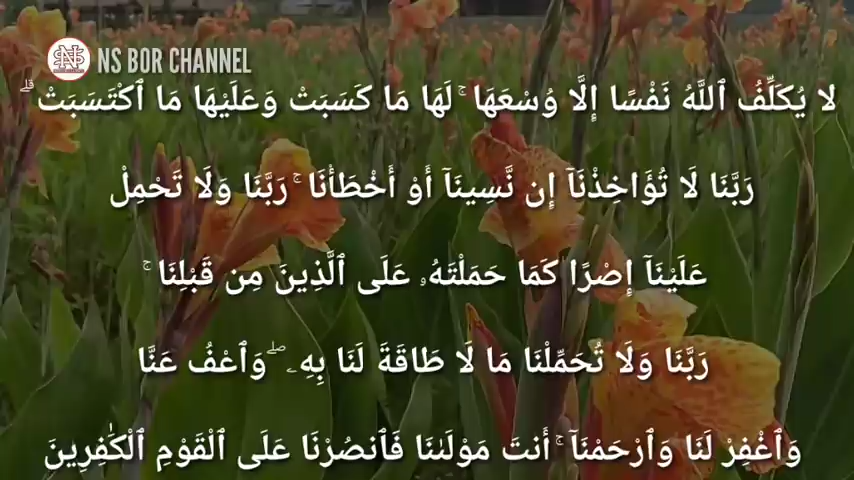 NS BOR CHANNEL
لَا يُكَلِّفُ ٱللَّهُ نَفْسًا إِلَّا وُسْعَهَا ۚ لَهَا مَا كَسَبَتْ وَعَلَيْهَا مَا ٱكْتَسَبَتْ ۗ
رَبَّنَا لَا تُؤَاخِذْنَآ إِن نَّسِينَآ أَوْ أَخْطَأْنَا ۚ رَبَّنَا وَلَا تَحْمِلْ
عَلَيْنَآ إِصْرًا كَمَا حَمَلْتَهُۥ عَلَى ٱلَّذِينَ مِن قَبْلِنَا ۚ
رَبَّنَا وَلَا تُحَمِّلْنَا مَا لَا طَاقَةَ لَنَا بِهِۦ ۖ وَٱعْفُ عَنَّا
وَٱغْفِرْ لَنَا وَٱرْحَمْنَآ ۚ أَنتَ مَوْلَىٰنَا فَٱنصُرْنَا عَلَى ٱلْقَوْمِ ٱلْكَٰفِرِينَ